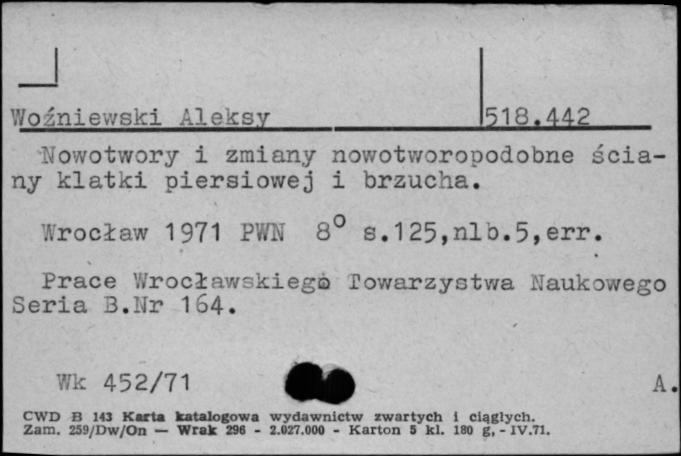 Woźniewski Aleksy 518.442
Nowotwory i zmiany nowotworopodobne ścia-
ny klatki piersiowej i brzucha.
Wrocław 1971 PWN 8° s.125,nlb.5,err.
Prace Wrocławskiego Towarzystwa Naukowego
Seria B.Nr 164.
Wk 452/71 A.
CWD B 143 Karta katalogowa wydawnictw zwartych i ciągłych.
Zam. 259/Dw/On — Wrak 296 - 2.027.000 - Karton 5 kl. 180 g, - IV.71.